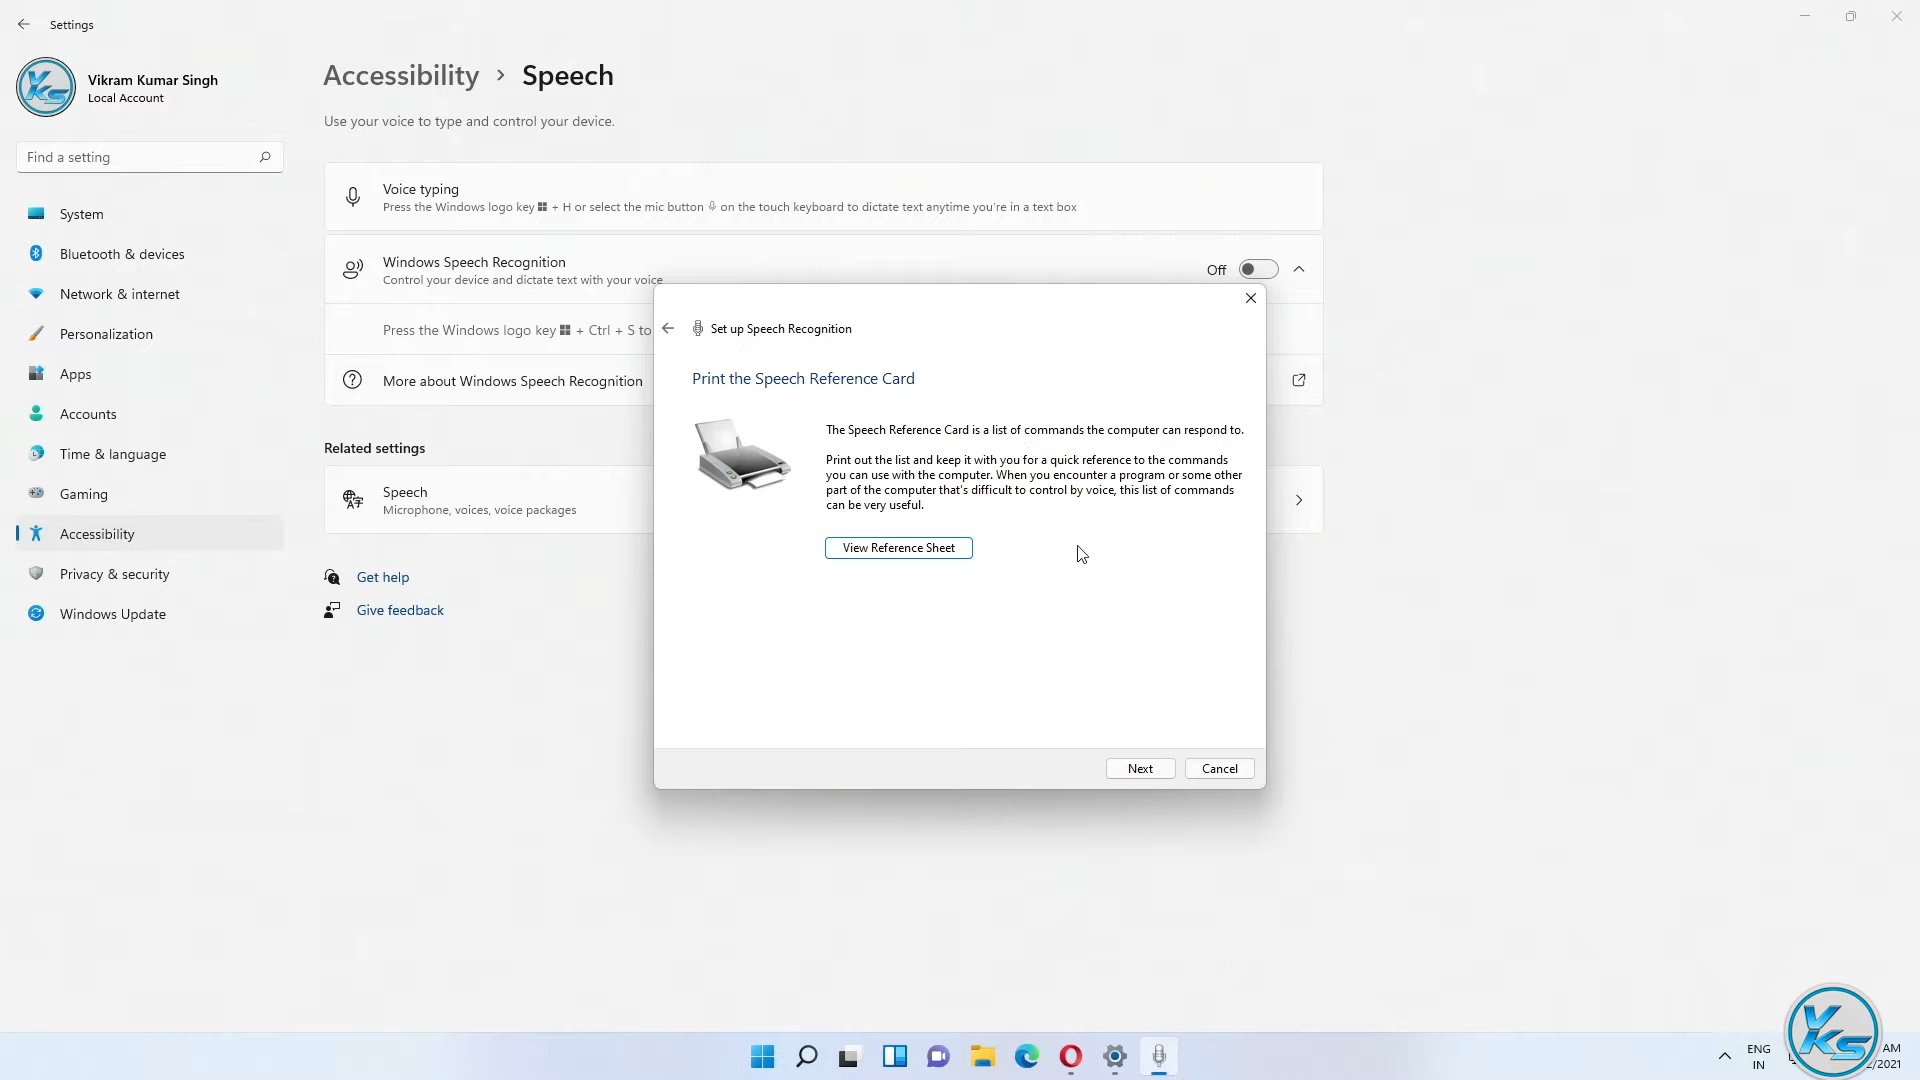 Settings
Vikram Kumar Singh
Local Account
Find a setting
System
Bluetooth & devices
Network & internet
Personalization
Apps
Accounts
Time & language
Gaming
Accessibility
Privacy & security
Windows Update
Accessibility › Speech
Use your voice to type and control your device.
Voice typing
Press the Windows logo key + H or select the mic button on the touch keyboard to dictate text anytime you're in a text box
Windows Speech Recognition
Control your device and dictate text with your voice
Off
Press the Windows logo key + Ctrl + S to
More about Windows Speech Recognition
Related settings
Speech
Microphone, voices, voice packages
Get help
Give feedback
Set up Speech Recognition
Print the Speech Reference Card
The Speech Reference Card is a list of commands the computer can respond to.
Print out the list and keep it with you for a quick reference to the commands
you can use with the computer. When you encounter a program or some other
part of the computer that's difficult to control by voice, this list of commands
can be very useful.
View Reference Sheet
Next
Cancel
ENG
IN
AM
/2021
VKS